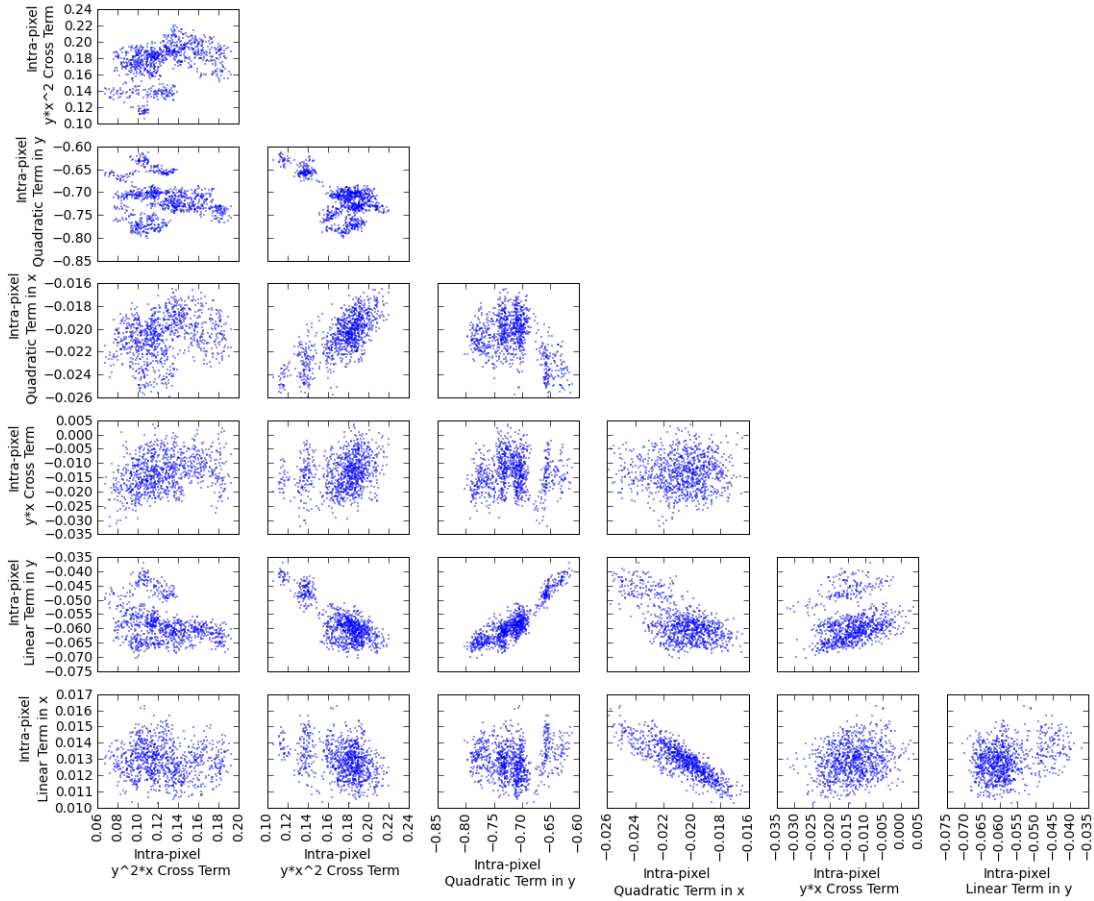 0.24
0.22
0.20
0.18
0.16
0.14
0.12
0.10
Intra-pixel
y*x^2 Cross Term
−0.60
−0.65
−0.70
−0.75
−0.80
−0.85
Intra-pixel
Quadratic Term in y
−0.016
−0.018
−0.020
−0.022
−0.024
−0.026
Intra-pixel
Quadratic Term in x
0.005
0.000
−0.005
−0.010
−0.015
−0.020
−0.025
−0.030
−0.035
Intra-pixel
y*x Cross Term
−0.035
−0.040
−0.045
−0.050
−0.055
−0.060
−0.065
−0.070
−0.075
Intra-pixel
Linear Term in y
0.017
0.016
0.015
0.014
0.013
0.012
0.011
0.010
Intra-pixel
Linear Term in x
0.06 0.08 0.10 0.12 0.14 0.16 0.18 0.20
Intra-pixel
y^2*x Cross Term
0.10 0.12 0.14 0.16 0.18 0.20 0.22 0.24
Intra-pixel
y*x^2 Cross Term
−0.85 −0.80 −0.75 −0.70 −0.65 −0.60
Intra-pixel
Quadratic Term in y
−0.026 −0.024 −0.022 −0.020 −0.018 −0.016
Intra-pixel
Quadratic Term in x
−0.035 −0.030 −0.025 −0.020 −0.015 −0.010 −0.005 0.000 0.005
Intra-pixel
y*x Cross Term
−0.075 −0.070 −0.065 −0.060 −0.055 −0.050 −0.045 −0.040 −0.035
Intra-pixel
Linear Term in y